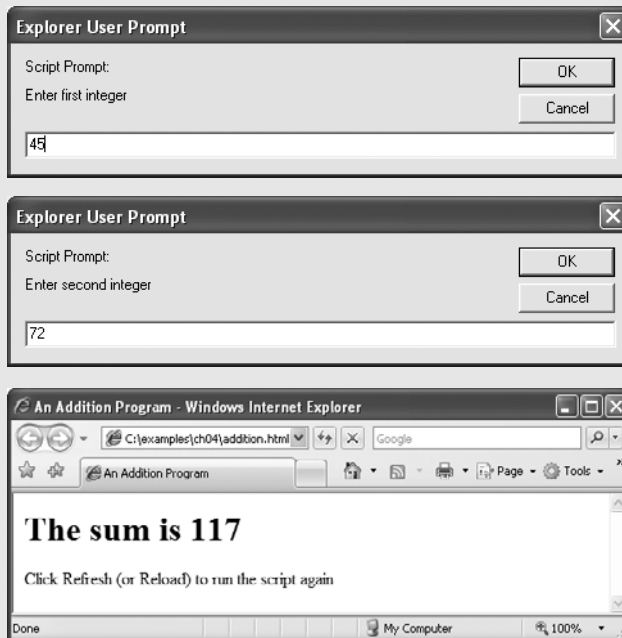 Explorer User Prompt
Script Prompt:
OK
Enter first integer
Cancel
45
Explorer User Prompt
Script Prompt:
OK
Enter second integer
Cancel
72
An Addition Program - Windows Internet Explorer
C:\examples\ch04\addition.html
Google
An Addition Program
Page
Tools
The sum is 117
Click Refresh (or Reload) to run the script again
Done
My Computer
100%